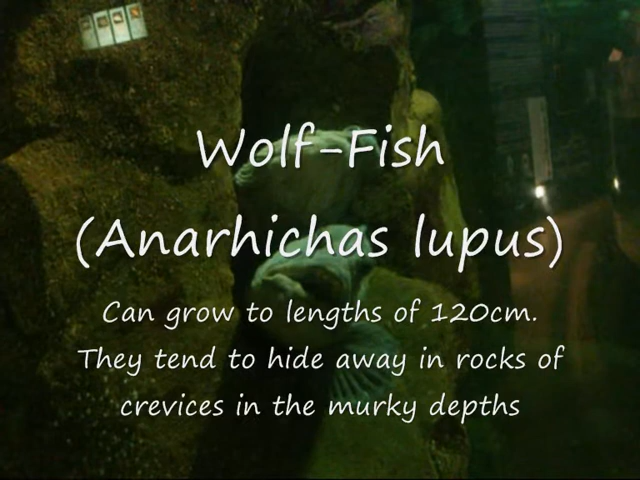 Wolf-Fish
(Anarhichas lupus)
Can grow to lengths of 120cm.
They tend to hide away in rocks of
crevices in the murky depths